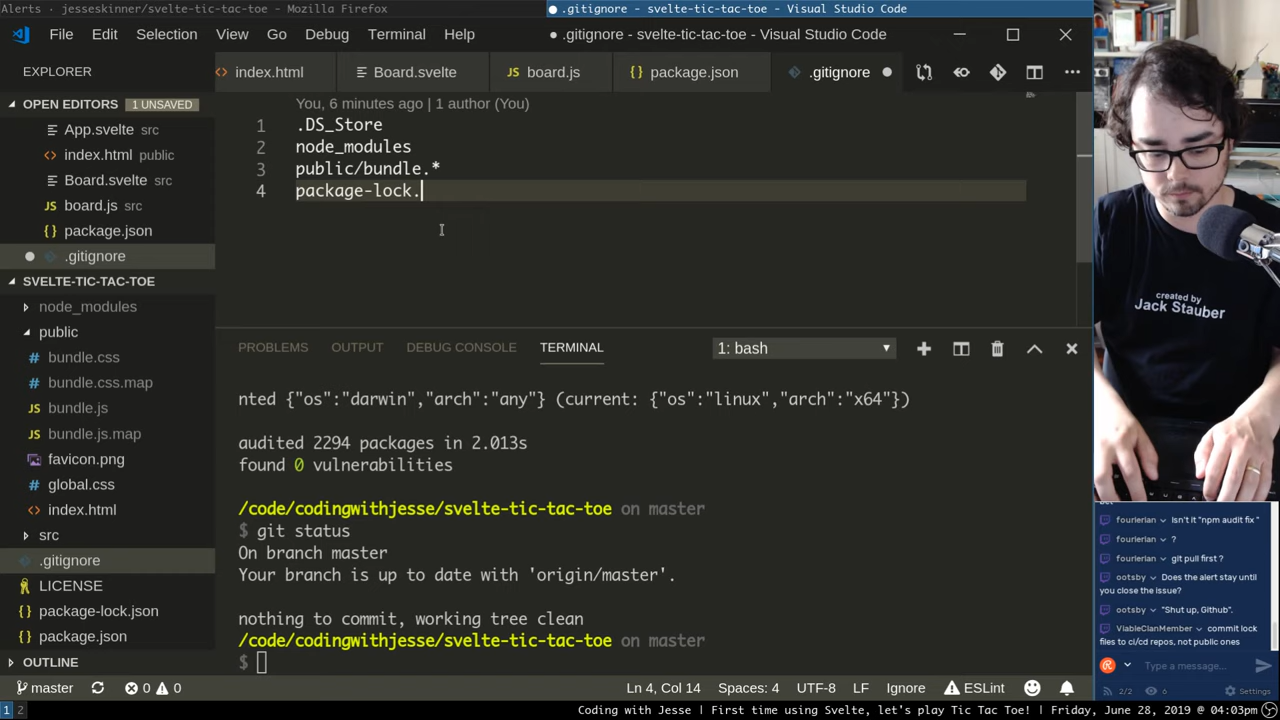 Alerts · jesseskinner/svelte-tic-tac-toe - Mozilla Firefox
.gitignore - svelte-tic-tac-toe - Visual Studio Code
File Edit Selection View Go Debug Terminal Help
● .gitignore - svelte-tic-tac-toe - Visual Studio Code
EXPLORER
index.html
Board.svelte
JS board.js
{} package.json
.gitignore
OPEN EDITORS 1 UNSAVED
App.svelte src
index.html public
Board.svelte src
JS board.js src
{} package.json
.gitignore
SVELTE-TIC-TAC-TOE
node_modules
public
# bundle.css
bundle.css.map
JS bundle.js
JS bundle.js.map
favicon.png
# global.css
index.html
src
.gitignore
LICENSE
{} package-lock.json
{} package.json
OUTLINE
You, 6 minutes ago | 1 author (You)
1 .DS_Store
2 node_modules
3 public/bundle.*
4 package-lock.
PROBLEMS OUTPUT DEBUG CONSOLE TERMINAL
1: bash
nted {"os":"darwin","arch":"any"} (current: {"os":"linux","arch":"x64"})
audited 2294 packages in 2.013s
found 0 vulnerabilities
/code/codingwithjesse/svelte-tic-tac-toe on master
$ git status
On branch master
Your branch is up to date with 'origin/master'.
nothing to commit, working tree clean
/code/codingwithjesse/svelte-tic-tac-toe on master
$
master
0 0
Ln 4, Col 14 Spaces: 4 UTF-8 LF Ignore ESLint
created by
Jack Stauber
fourlerlan Isn't it "npm audit fix "
fourlerlan ?
fourlerlan git pull first ?
ootsby Does the alert stay until
you close the issue?
ootsby "Shut up, Github".
ViableClanMember commit lock
files to ci/cd repos, not public ones
Type a message...
2/2 6 Settings
1 2
Coding with Jesse | First time using Svelte, let's play Tic Tac Toe! | Friday, June 28, 2019 @ 04:03pm